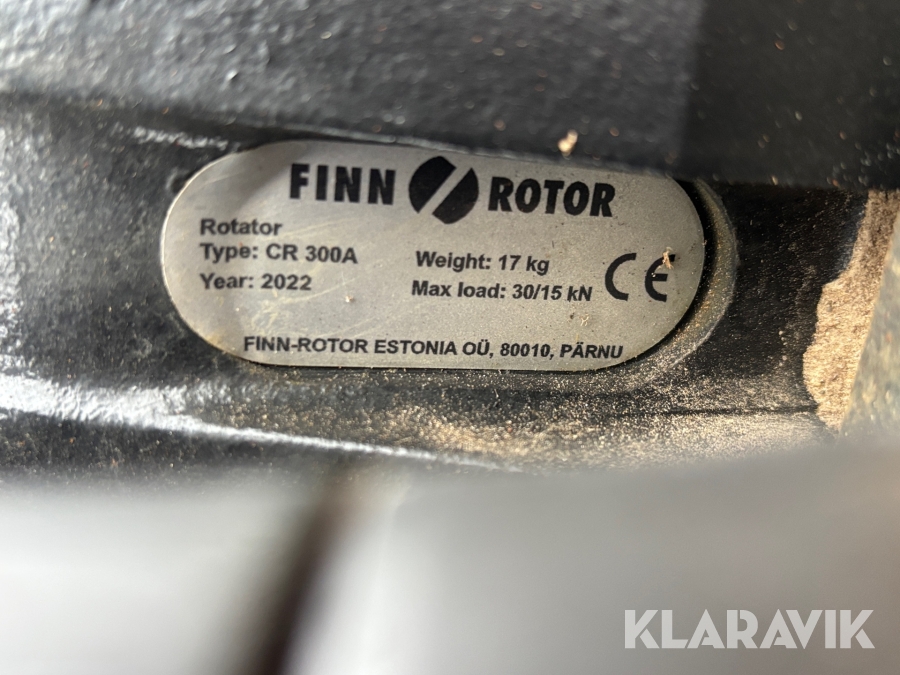 FINN ROTOR
Rotator
Type: CR 300A
Year: 2022
Weight: 17 kg
Max load: 30/15 kN
CE
FINN-ROTOR ESTONIA OÜ, 80010, PÄRNU
KLARAVIK